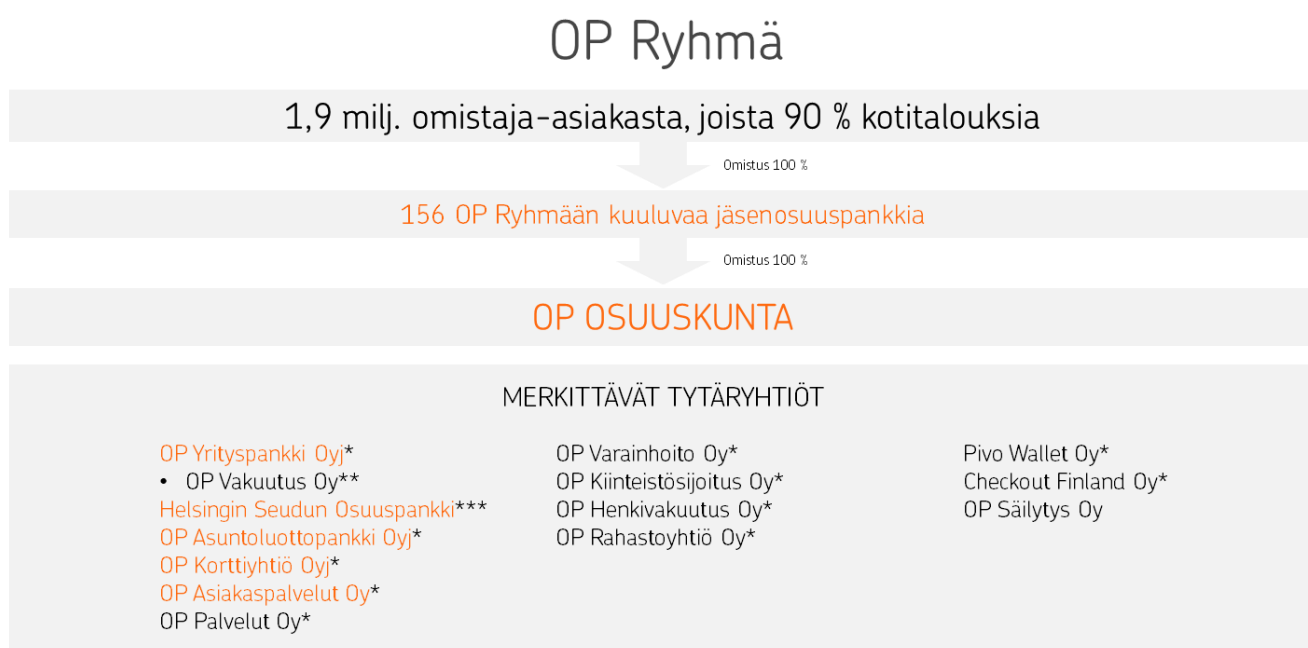 OP Ryhmä
1,9 milj. omistaja-asiakasta, joista 90 % kotitalouksia
Omistus 100 %
156 OP Ryhmään kuuluvaa jäsenosuuspankkia
Omistus 100 %
OP OSUUSKUNTA
MERKITTÄVÄT TYTÄRYHTIÖT
OP Yrityspankki Oyj*
• OP Vakuutus Oy**
Helsingin Seudun Osuuspankki***
OP Asuntoluottopankki Oyj*
OP Korttiyhtiö Oyj*
OP Asiakaspalvelut Oy*
OP Palvelut Oy*
OP Varainhoito Oy*
OP Kiinteistösijoitus Oy*
OP Henkivakuutus Oy*
OP Rahastoyhtiö Oy*
Pivo Wallet Oy*
Checkout Finland Oy*
OP Säilytys Oy